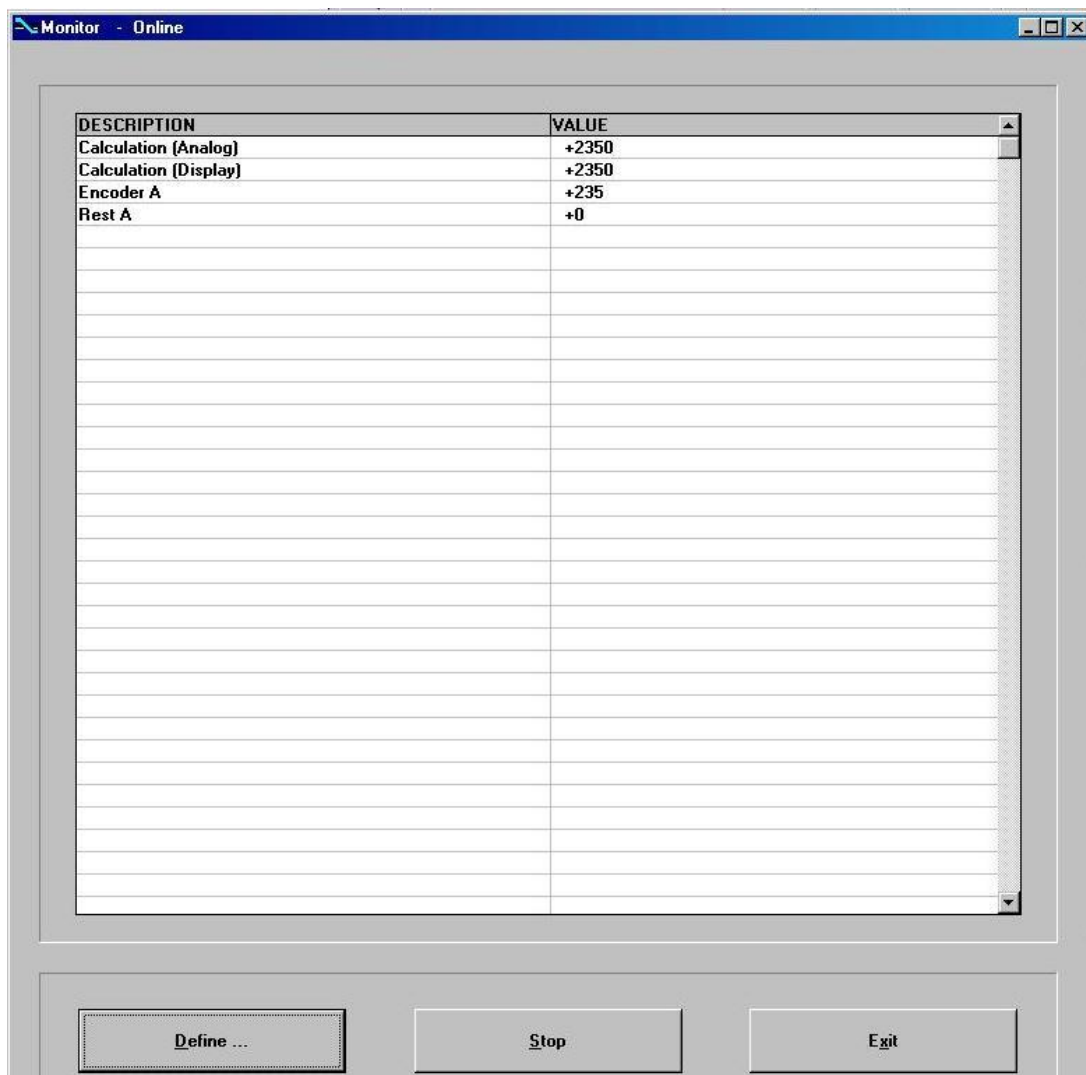 Monitor - Online
DESCRIPTION VALUE
Calculation (Analog) +2350
Calculation (Display) +2350
Encoder A +235
Rest A +0
Define ... Stop Exit